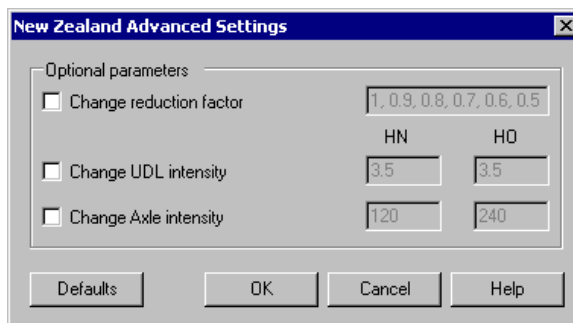 New Zealand Advanced Settings
Optional parameters
Change reduction factor 1, 0.9, 0.8, 0.7, 0.6, 0.5
HN HO
Change UDL intensity 3.5 3.5
Change Axle intensity 120 240
Defaults OK Cancel Help